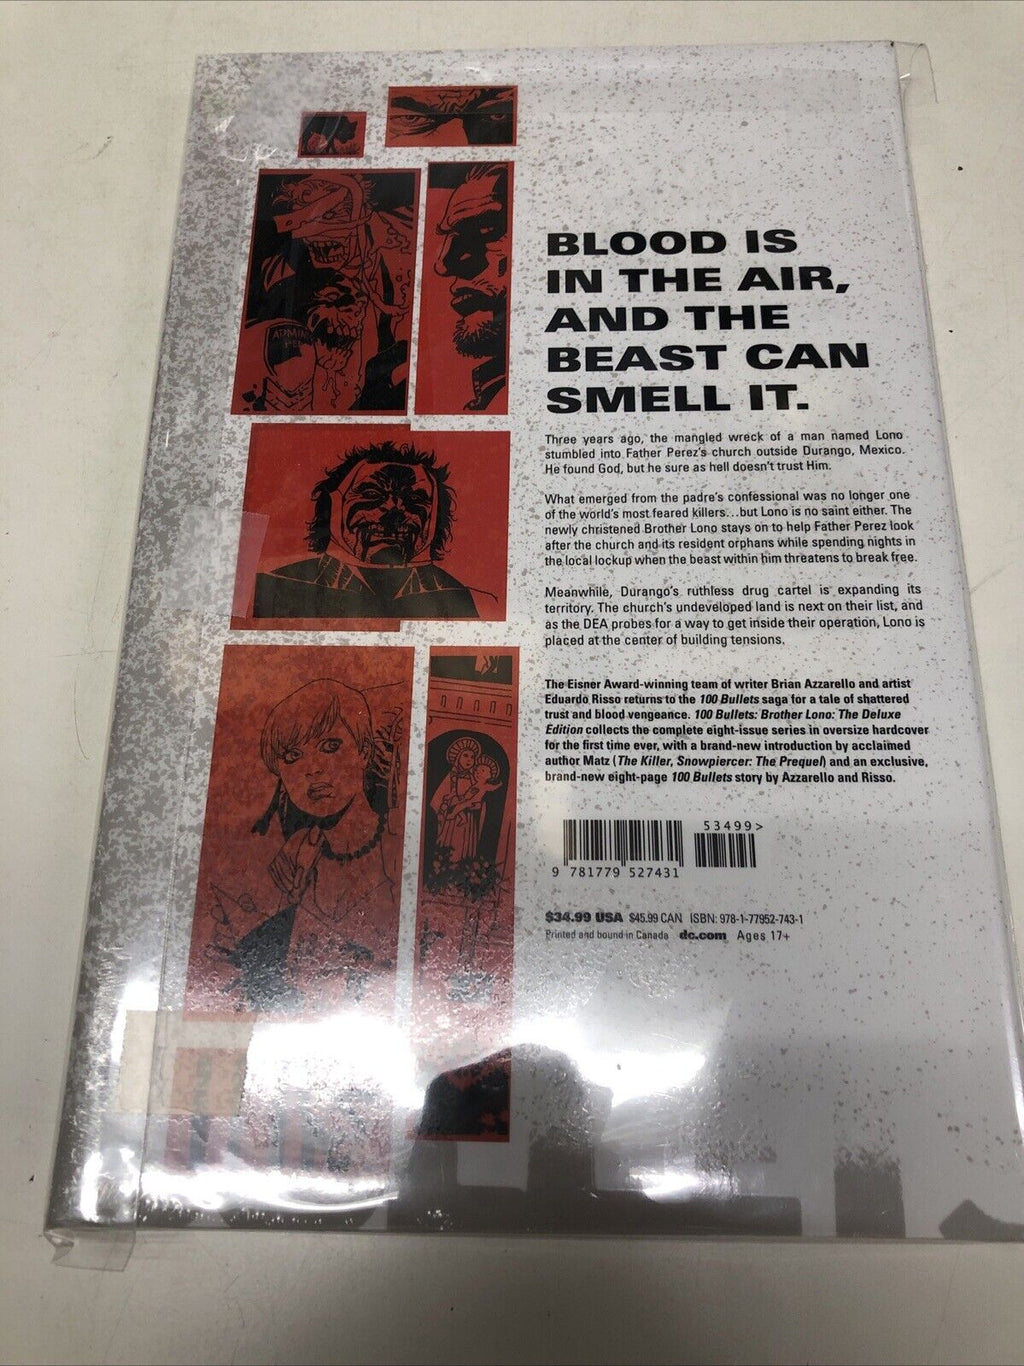 BLOOD IS
IN THE AIR,
AND THE
BEAST CAN
SMELL IT.
Three years ago, the mangled wreck of a man named Lono
stumbled into Father Perez's church outside Durango, Mexico.
He found God, but he sure as hell doesn't trust Him.
What emerged from the padre's confessional was no longer one
of the world's most feared killers...but Lono is no saint either. The
newly christened Brother Lono stays on to help Father Perez look
after the church and its resident orphans while spending nights in
the local lockup when the beast within him threatens to break free.
Meanwhile, Durango's ruthless drug cartel is expanding its
territory. The church's undeveloped land is next on their list, and
as the DEA probes for a way to get inside their operation, Lono is
placed at the center of building tensions.
The Eisner Award-winning team of writer Brian Azzarello and artist
Eduardo Risso returns to the 100 Bullets saga for a tale of shattered
trust and blood vengeance. 100 Bullets: Brother Lono: The Deluxe
Edition collects the complete eight-issue series in oversize hardcover
for the first time ever, with a brand-new introduction by acclaimed
author Matz (The Killer, Snowpiercer: The Prequel) and an exclusive,
brand-new eight-page 100 Bullets story by Azzarello and Risso.
53499>
9 781779 527431
$34.99 USA $45.99 CAN ISBN: 978-1-77952-743-1
Printed and bound in Canada dc.com Ages 17+